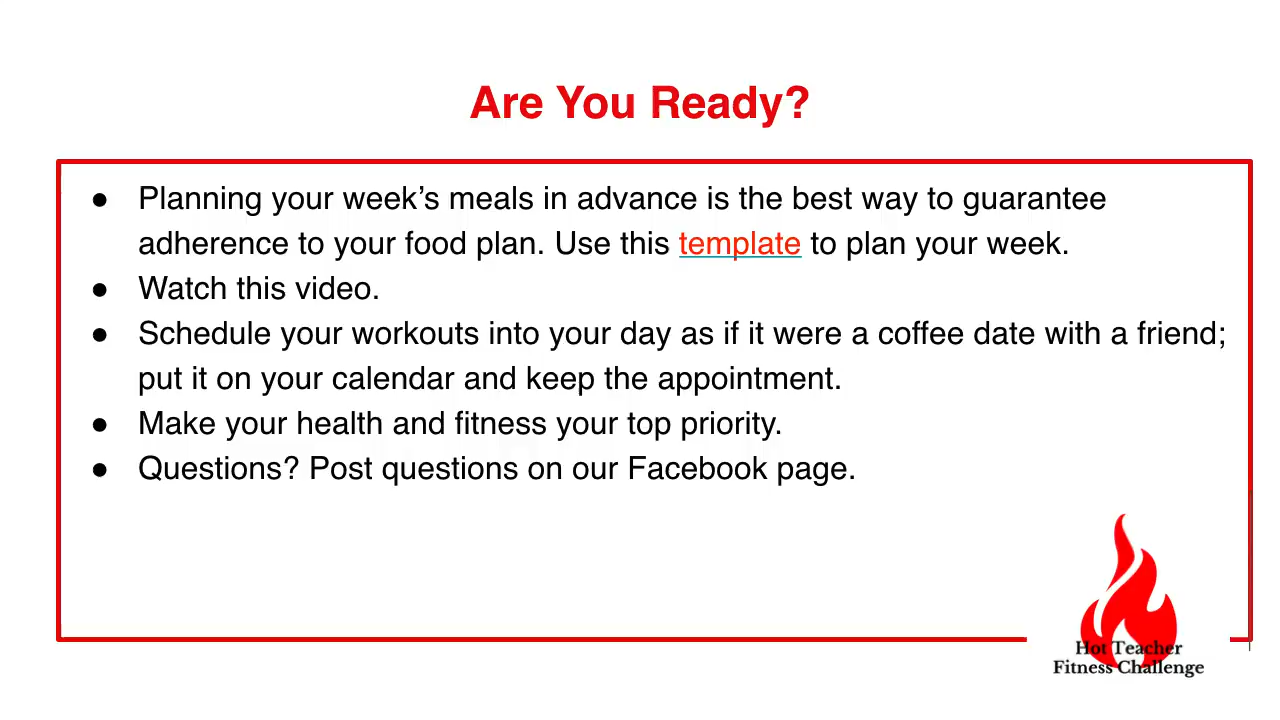 Are You Ready?
● Planning your week’s meals in advance is the best way to guarantee
adherence to your food plan. Use this template to plan your week.
● Watch this video.
● Schedule your workouts into your day as if it were a coffee date with a friend;
put it on your calendar and keep the appointment.
● Make your health and fitness your top priority.
● Questions? Post questions on our Facebook page.
Hot Teacher
Fitness Challenge